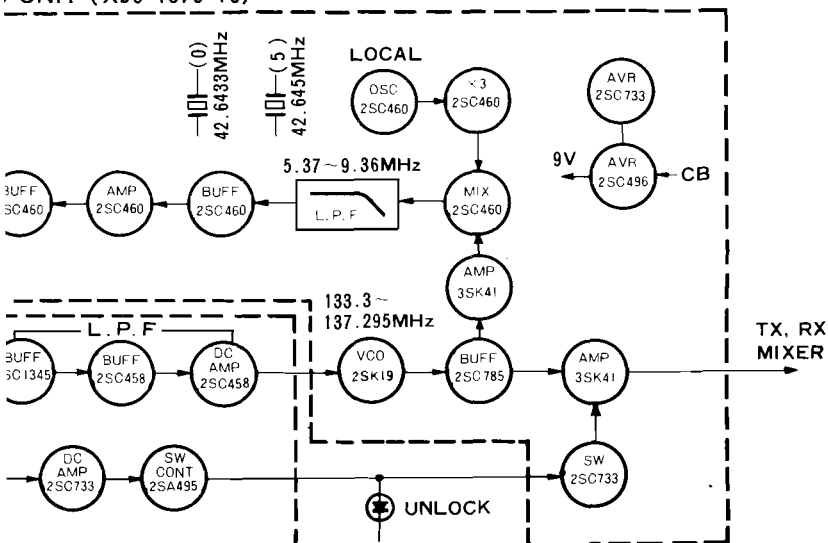 (0)
42.6433MHz
(5)
42.645MHz
LOCAL
OSC
2SC460
×3
2SC460
AVR
2SC733
5.37~9.36MHz
9V
AVR
2SC496
CB
BUFF
SC460
AMP
2SC460
BUFF
2SC460
L.P.F
MIX
2SC460
AMP
3SK41
133.3~
137.295MHz
L.P.F
TX, RX
MIXER
BUFF
SC1345
BUFF
2SC458
DC
AMP
2SC458
VCO
2SK19
BUFF
2SC785
AMP
3SK41
DC
AMP
2SC733
SW
CONT
2SA495
SW
2SC733
UNLOCK